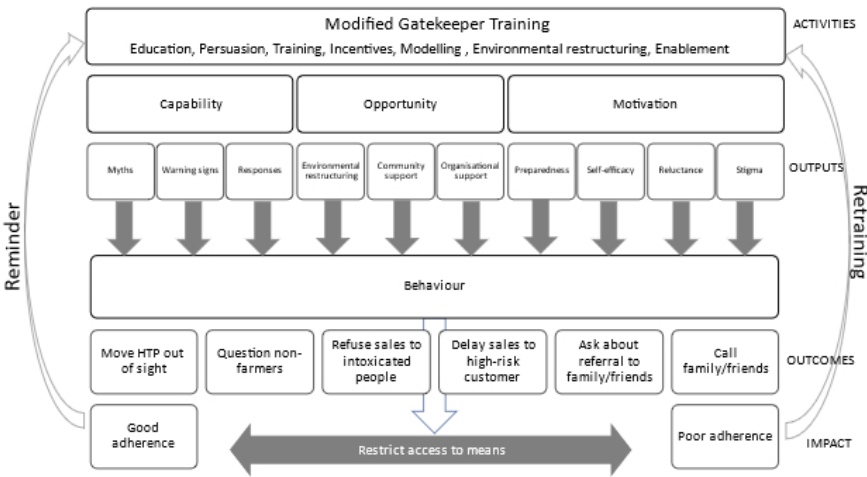 Modified Gatekeeper Training
ACTIVITIES
Education, Persuasion, Training, Incentives, Modelling , Environmental restructuring, Enablement
Capability
Opportunity
Motivation
Myths
Warning signs
Responses
Environmental
restructuring
Community
support
Organisational
support
Preparedness
Self-efficacy
Reluctance
Stigma
OUTPUTS
Reminder
Retraining
Behaviour
Move HTP out
of sight
Question non-
farmers
Refuse sales to
intoxicated
people
Delay sales to
high-risk
customer
Ask about
referral to
family/friends
Call
family/friends
OUTCOMES
Good
adherence
Restrict access to means
Poor adherence
IMPACT